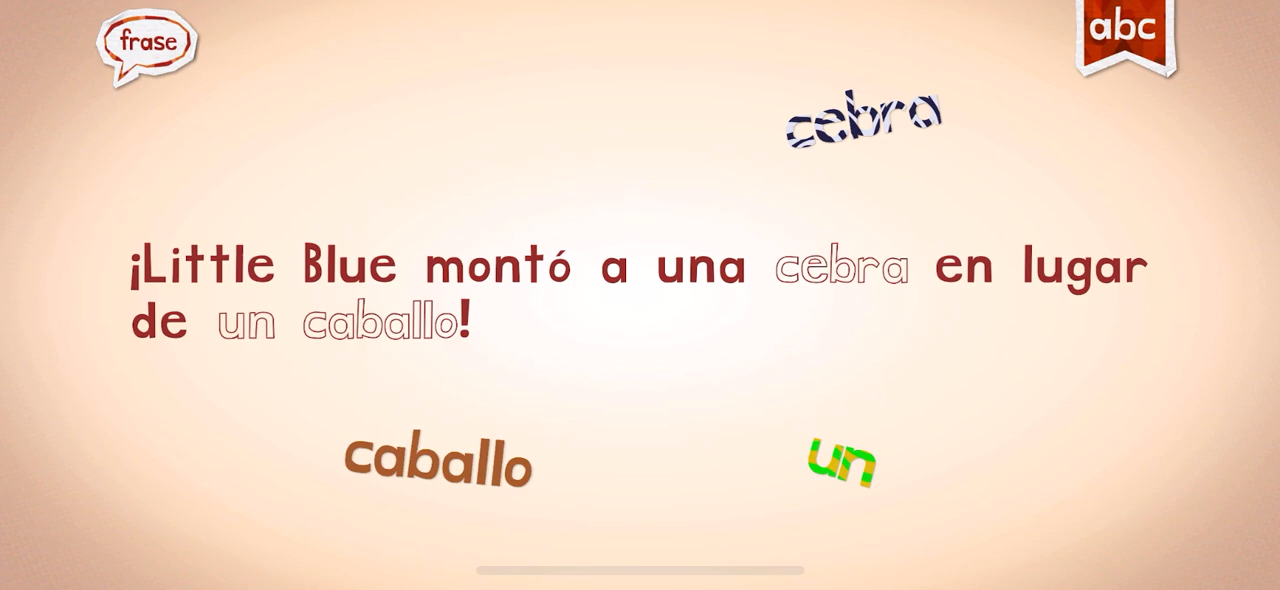 frase
abc
cebra
¡Little Blue montó a una cebra en lugar
de un caballo!
caballo
un